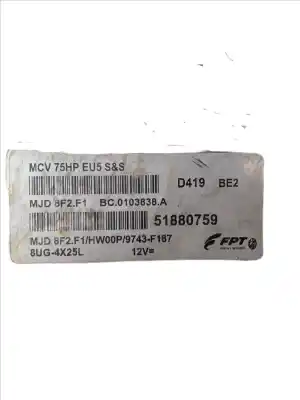 MCV 75HP EU5 S&S
D419 BE2
MJD 8F2.F1 BC.0103838.A
51880759
MJD 8F2.F1/HW00P/9743-F167
8UG-4X25L 12V=
FPT